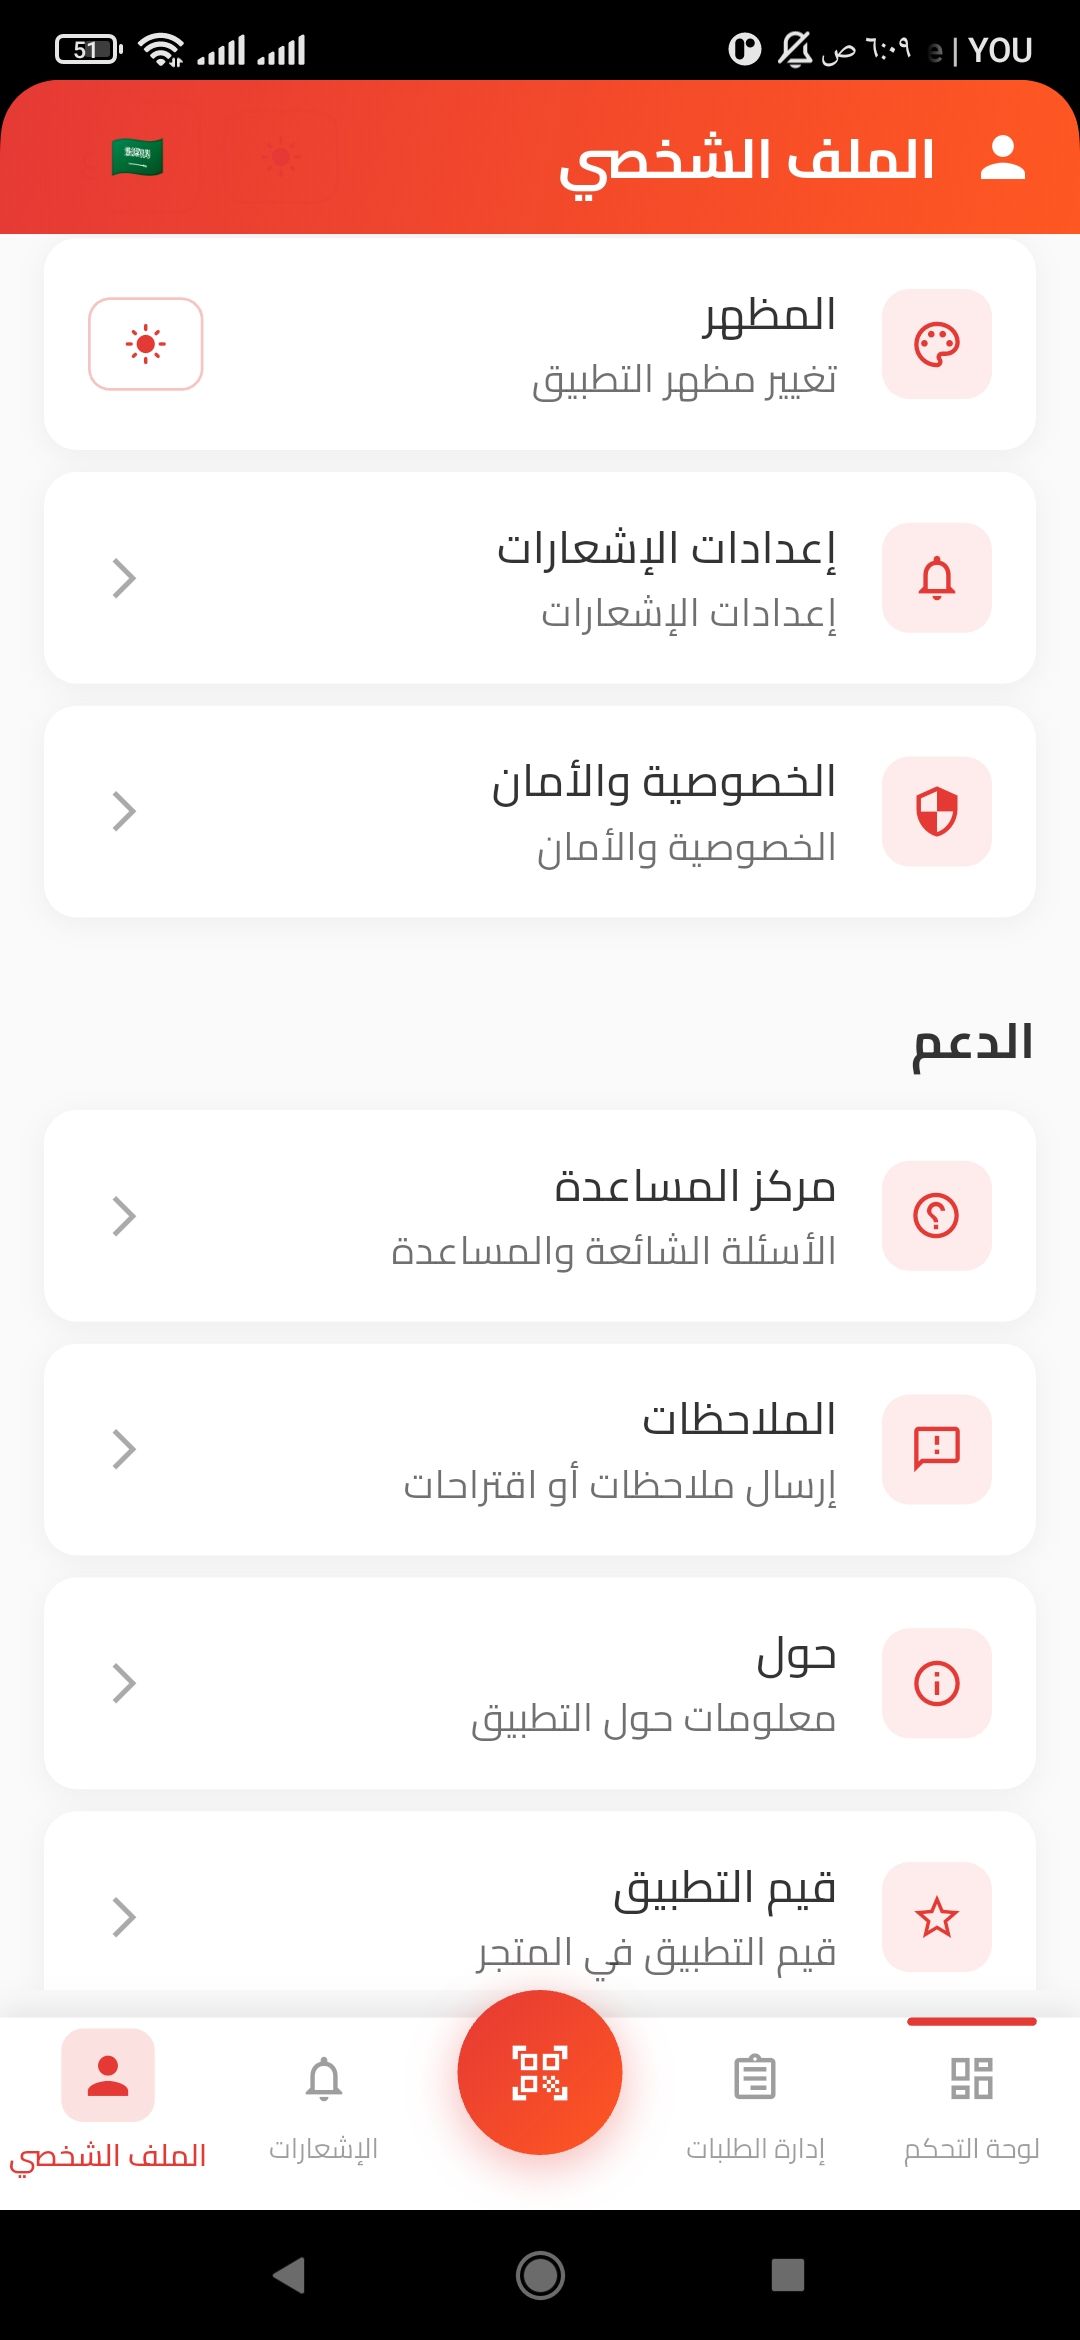 51
٦:٠٩ ص
e | YOU
الملف الشخصي
المظهر
تغيير مظهر التطبيق
إعدادات الإشعارات
إعدادات الإشعارات
الخصوصية والأمان
الخصوصية والأمان
الدعم
مركز المساعدة
الأسئلة الشائعة والمساعدة
الملاحظات
إرسال ملاحظات أو اقتراحات
حول
معلومات حول التطبيق
قيم التطبيق
قيم التطبيق في المتجر
لوحة التحكم
إدارة الطلبات
الإشعارات
الملف الشخصي